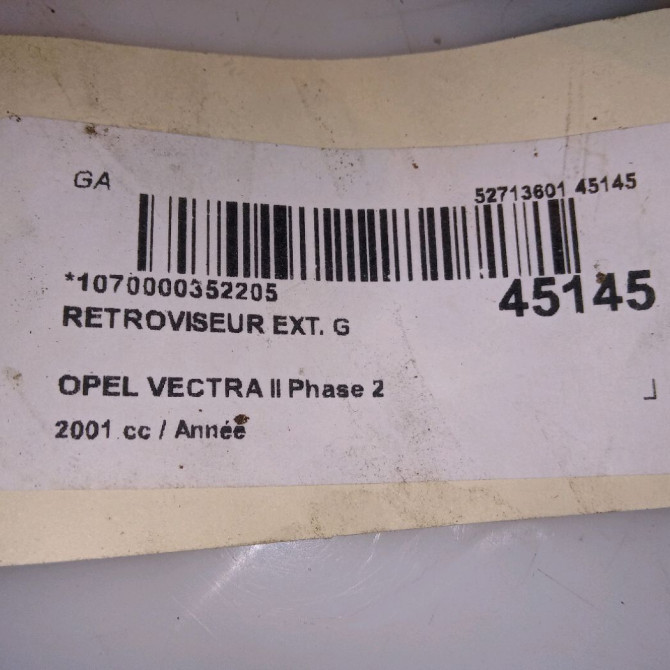 GA
52713601 45145
*1070000352205
45145
RETROVISEUR EXT. G
OPEL VECTRA II Phase 2
2001 cc / Année